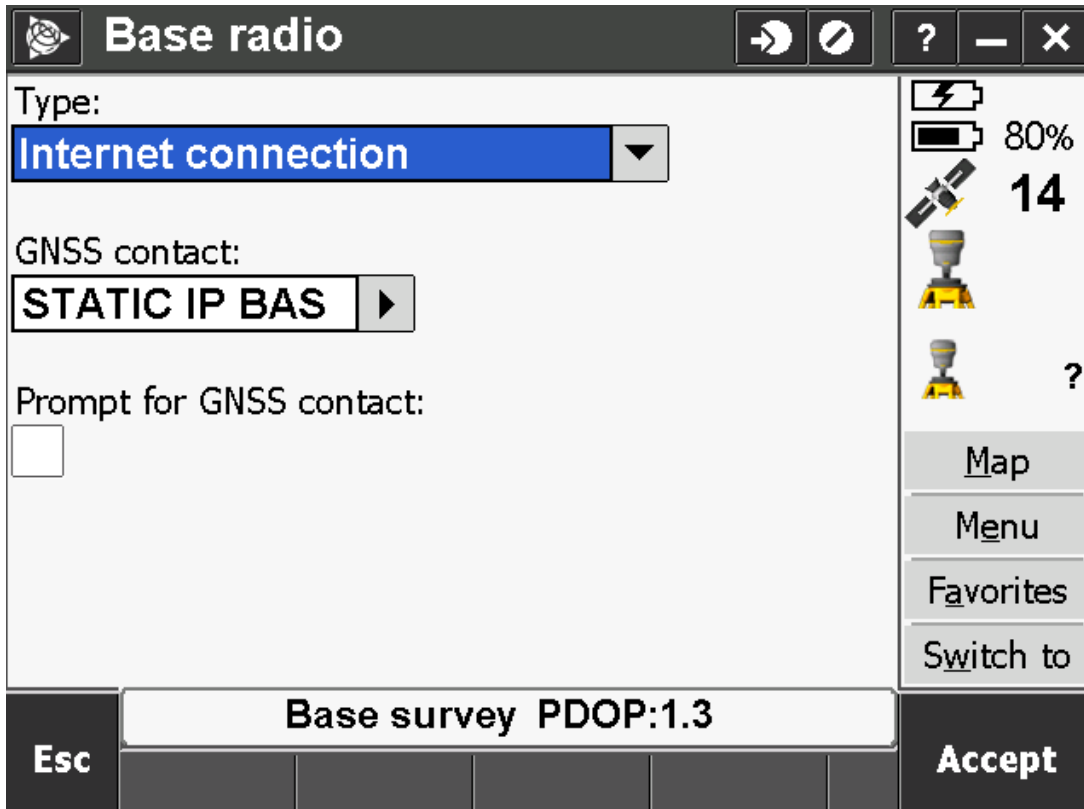 Base radio
?
Type:
Internet connection
80%
14
GNSS contact:
STATIC IP BAS
?
Prompt for GNSS contact:
Map
Menu
Favorites
Switch to
Base survey PDOP:1.3
Esc
Accept